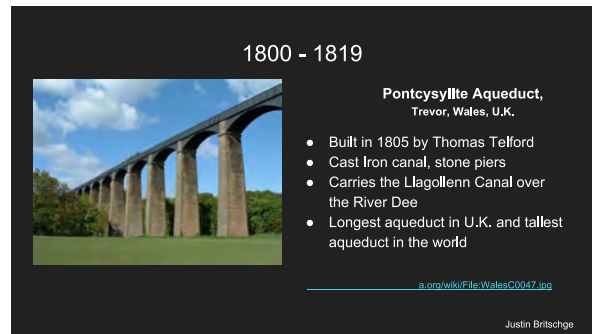 1800 - 1819
Pontcysyllte Aqueduct,
Trevor, Wales, U.K.
● Built in 1805 by Thomas Telford
● Cast Iron canal, stone piers
● Carries the Llagollenn Canal over
the River Dee
● Longest aqueduct in U.K. and tallest
aqueduct in the world
a.org/wiki/File:WalesC0047.jpg
Justin Britschge